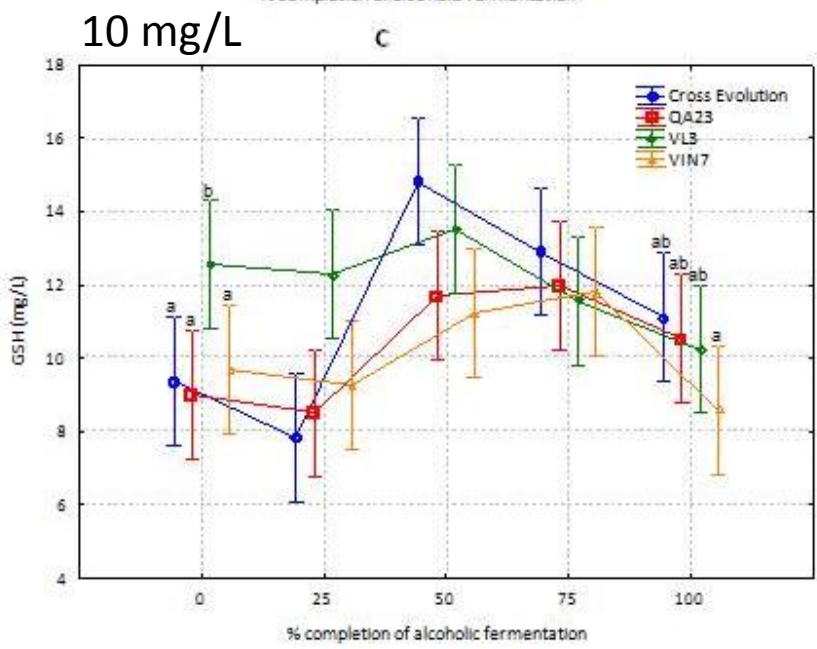 10 mg/L
C
18
16
14
12
10
8
6
4
GSH (mg/L)
Cross Evolution
QA23
VL3
VIN7
a
a
b
a
ab
ab
ab
a
0 25 50 75 100
% completion of alcoholic fermentation